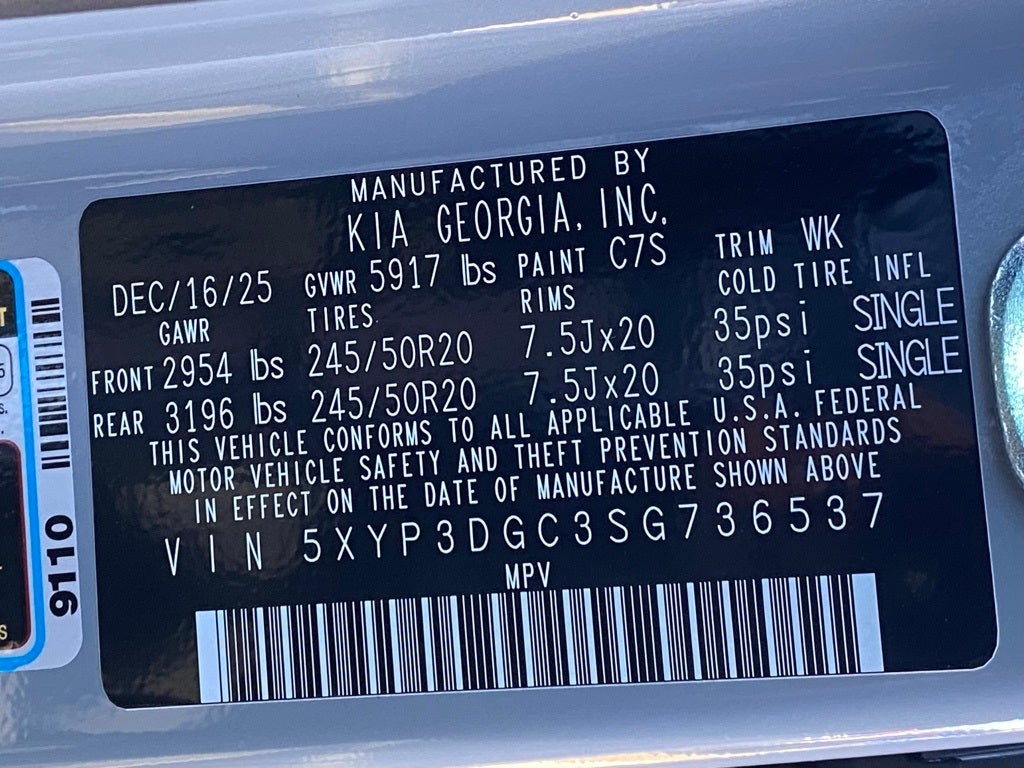 MANUFACTURED BY
KIA GEORGIA, INC.
DEC/16/25 GVWR 5917 lbs PAINT C7S TRIM WK
GAWR TIRES RIMS COLD TIRE INFL
FRONT 2954 lbs 245/50R20 7.5Jx20 35psi SINGLE
REAR 3196 lbs 245/50R20 7.5Jx20 35psi SINGLE
THIS VEHICLE CONFORMS TO ALL APPLICABLE U.S.A. FEDERAL
MOTOR VEHICLE SAFETY AND THEFT PREVENTION STANDARDS
IN EFFECT ON THE DATE OF MANUFACTURE SHOWN ABOVE
VIN 5XYP3DGC3SG736537
MPV
9110